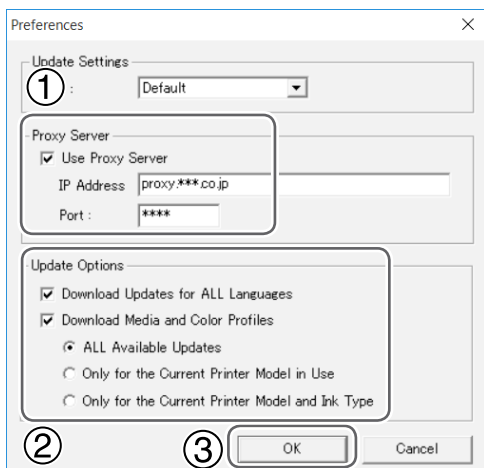 Preferences
Update Settings
① : Default
Proxy Server
Use Proxy Server
IP Address proxy.***.co.jp
Port : ****
Update Options
Download Updates for ALL Languages
Download Media and Color Profiles
ALL Available Updates
Only for the Current Printer Model in Use
Only for the Current Printer Model and Ink Type
② ③ OK Cancel